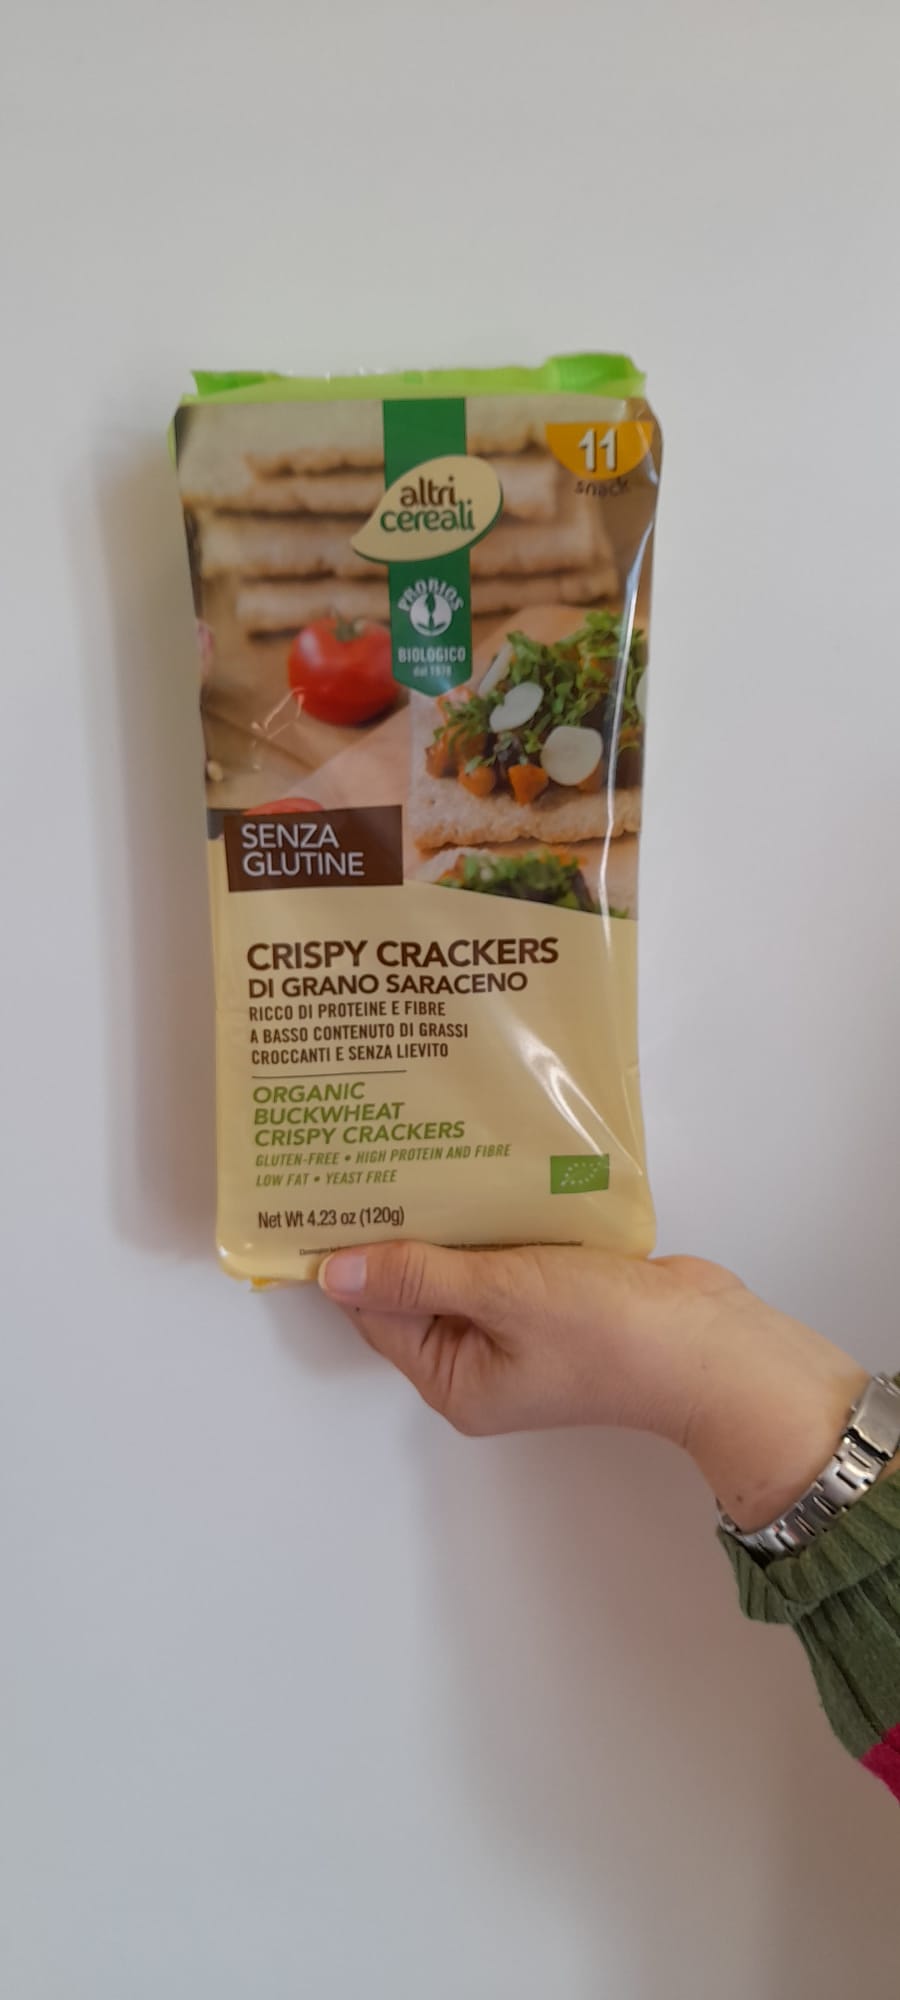 11
snack
altri
cereali
PROBIOS
BIOLOGICO
dal 1978
SENZA
GLUTINE
CRISPY CRACKERS
DI GRANO SARACENO
RICCO DI PROTEINE E FIBRE
A BASSO CONTENUTO DI GRASSI
CROCCANTI E SENZA LIEVITO
ORGANIC
BUCKWHEAT
CRISPY CRACKERS
GLUTEN-FREE • HIGH PROTEIN AND FIBRE
LOW FAT • YEAST FREE
Net Wt 4.23 oz (120g)